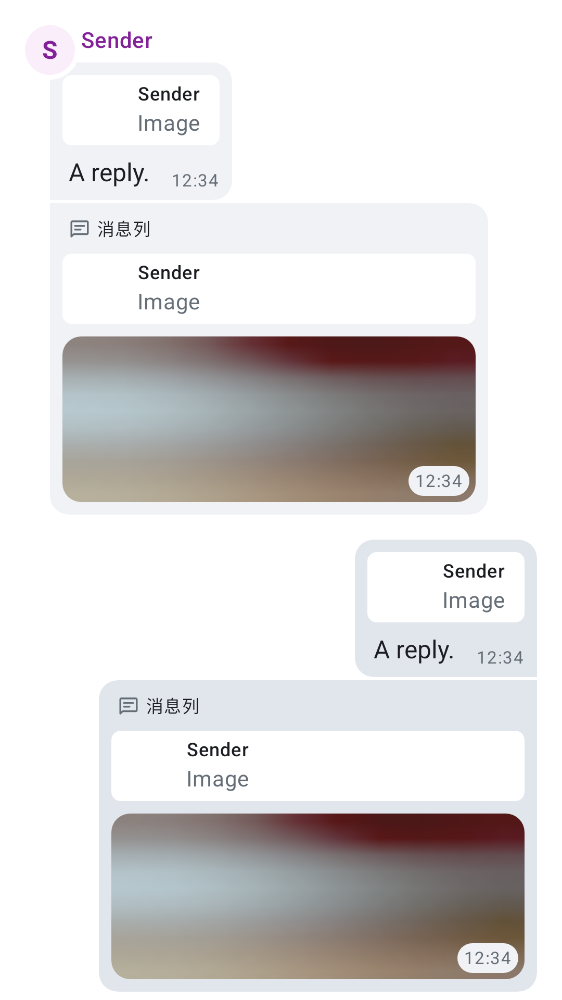 S
Sender
Sender
Image
A reply.
12:34
消息列
Sender
Image
12:34
Sender
Image
A reply.
12:34
消息列
Sender
Image
12:34